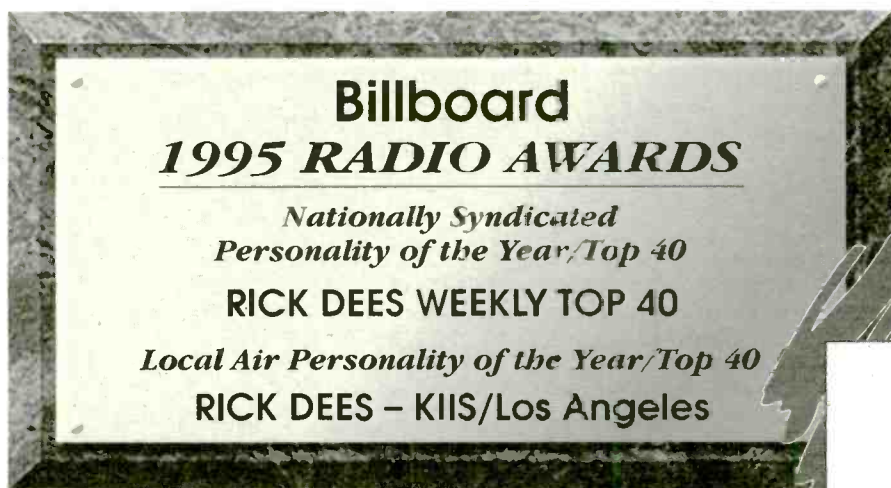 Billboard
1995 RADIO AWARDS
Nationally Syndicated
Personality of the Year/Top 40
RICK DEES WEEKLY TOP 40
Local Air Personality of the Year/Top 40
RICK DEES – KIIS/Los Angeles